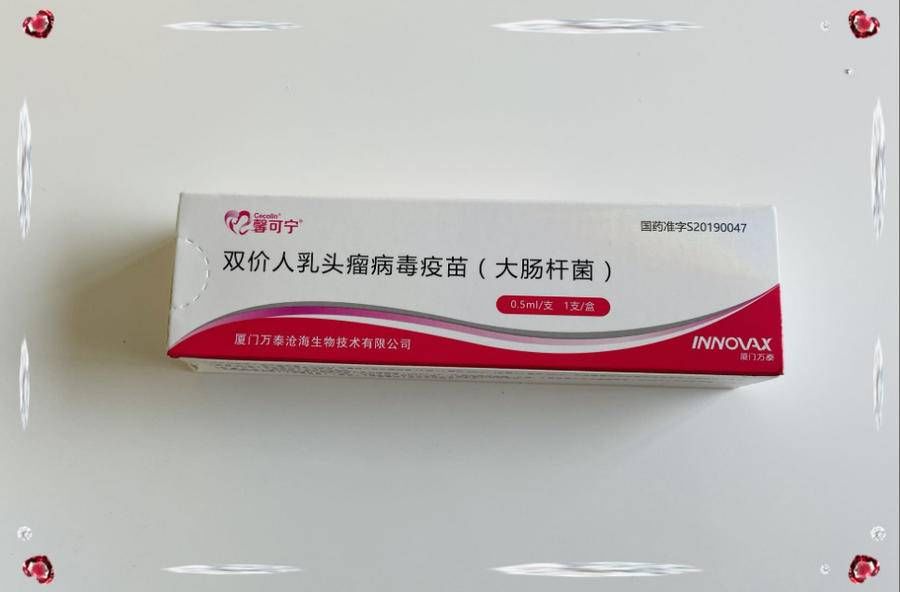 Cecolin®
馨可宁®
国药准字S20190047
双价人乳头瘤病毒疫苗（大肠杆菌）
0.5ml/支 1支/盒
厦门万泰沧海生物技术有限公司
INNOVAX
厦门万泰